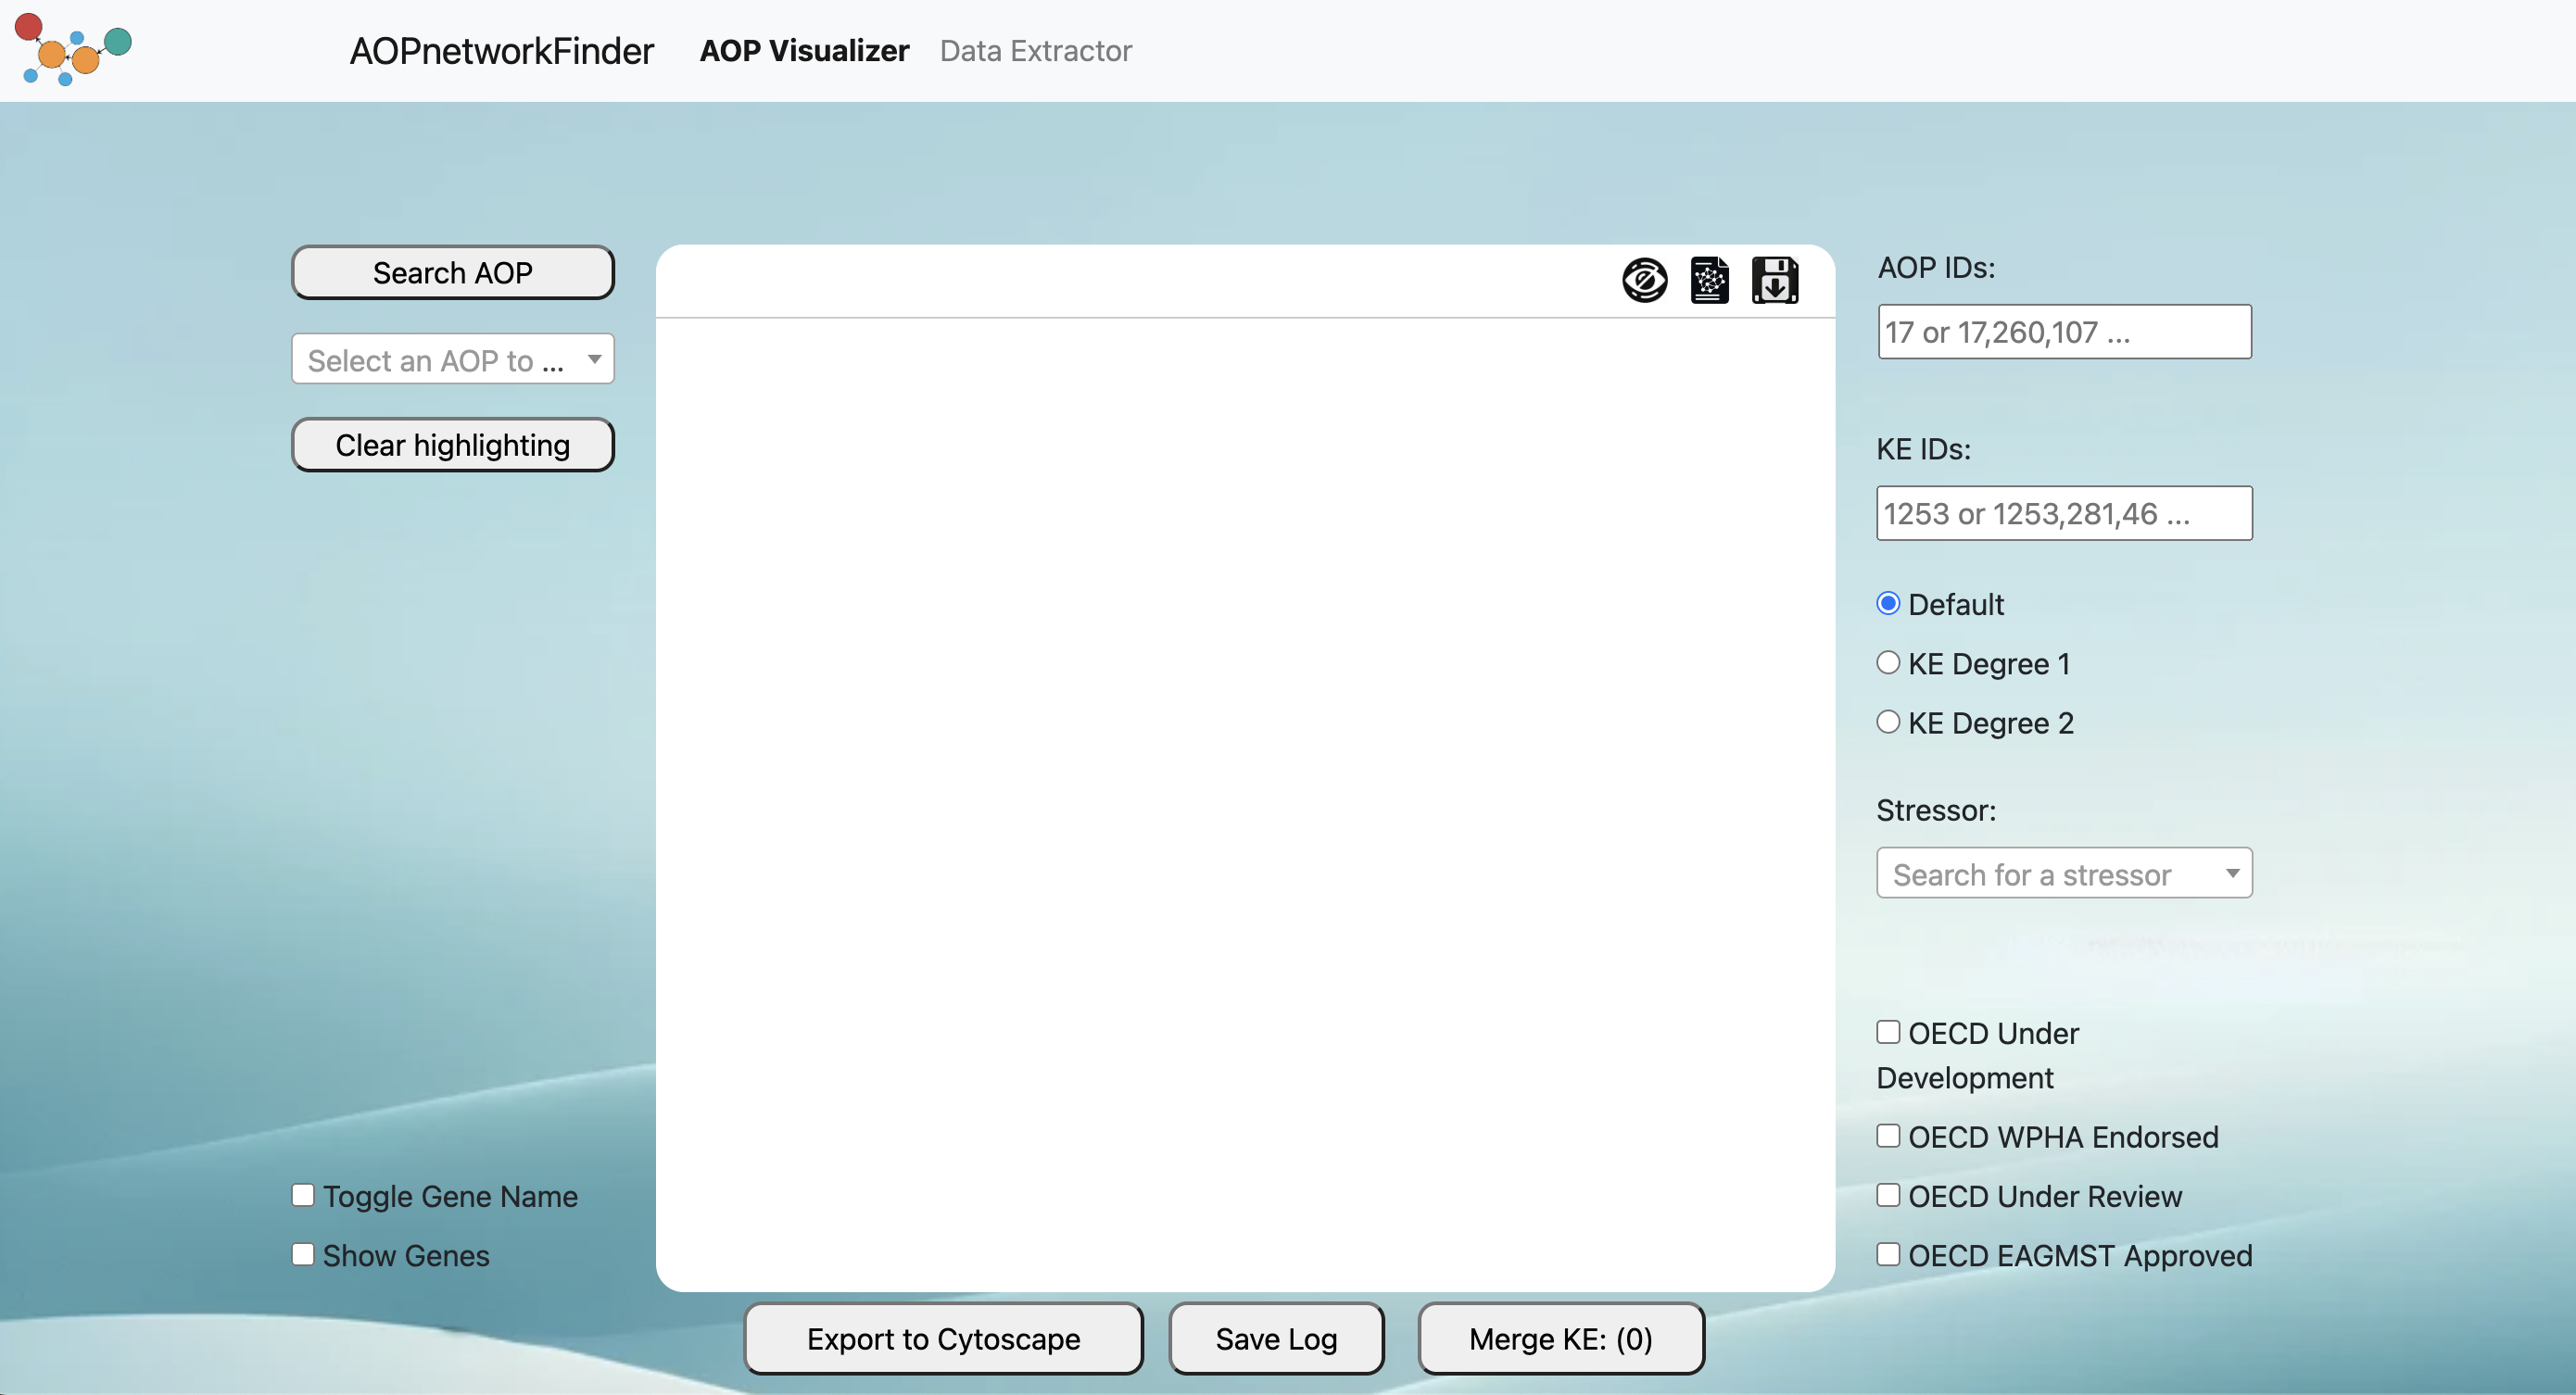 AOPnetworkFinder AOP Visualizer Data Extractor
Search AOP
Select an AOP to ...
Clear highlighting
Toggle Gene Name
Show Genes
AOP IDs:
17 or 17,260,107 ...
KE IDs:
1253 or 1253,281,46 ...
Default
KE Degree 1
KE Degree 2
Stressor:
Search for a stressor
OECD Under
Development
OECD WPHA Endorsed
OECD Under Review
OECD EAGMST Approved
Export to Cytoscape
Save Log
Merge KE: (0)